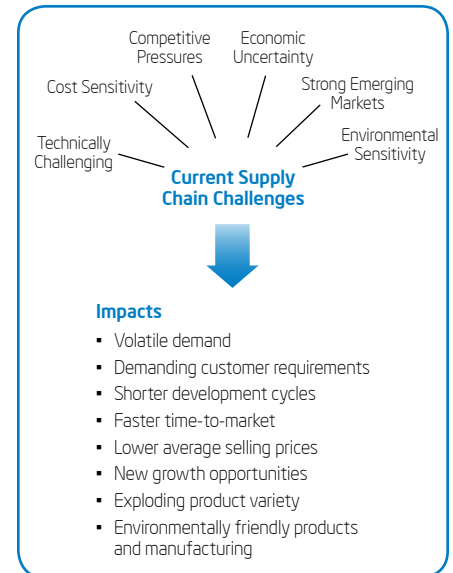 Competitive
Pressures
Economic
Uncertainty
Cost Sensitivity
Strong Emerging
Markets
Technically
Challenging
Environmental
Sensitivity
Current Supply
Chain Challenges
Impacts
▪ Volatile demand
▪ Demanding customer requirements
▪ Shorter development cycles
▪ Faster time-to-market
▪ Lower average selling prices
▪ New growth opportunities
▪ Exploding product variety
▪ Environmentally friendly products
and manufacturing